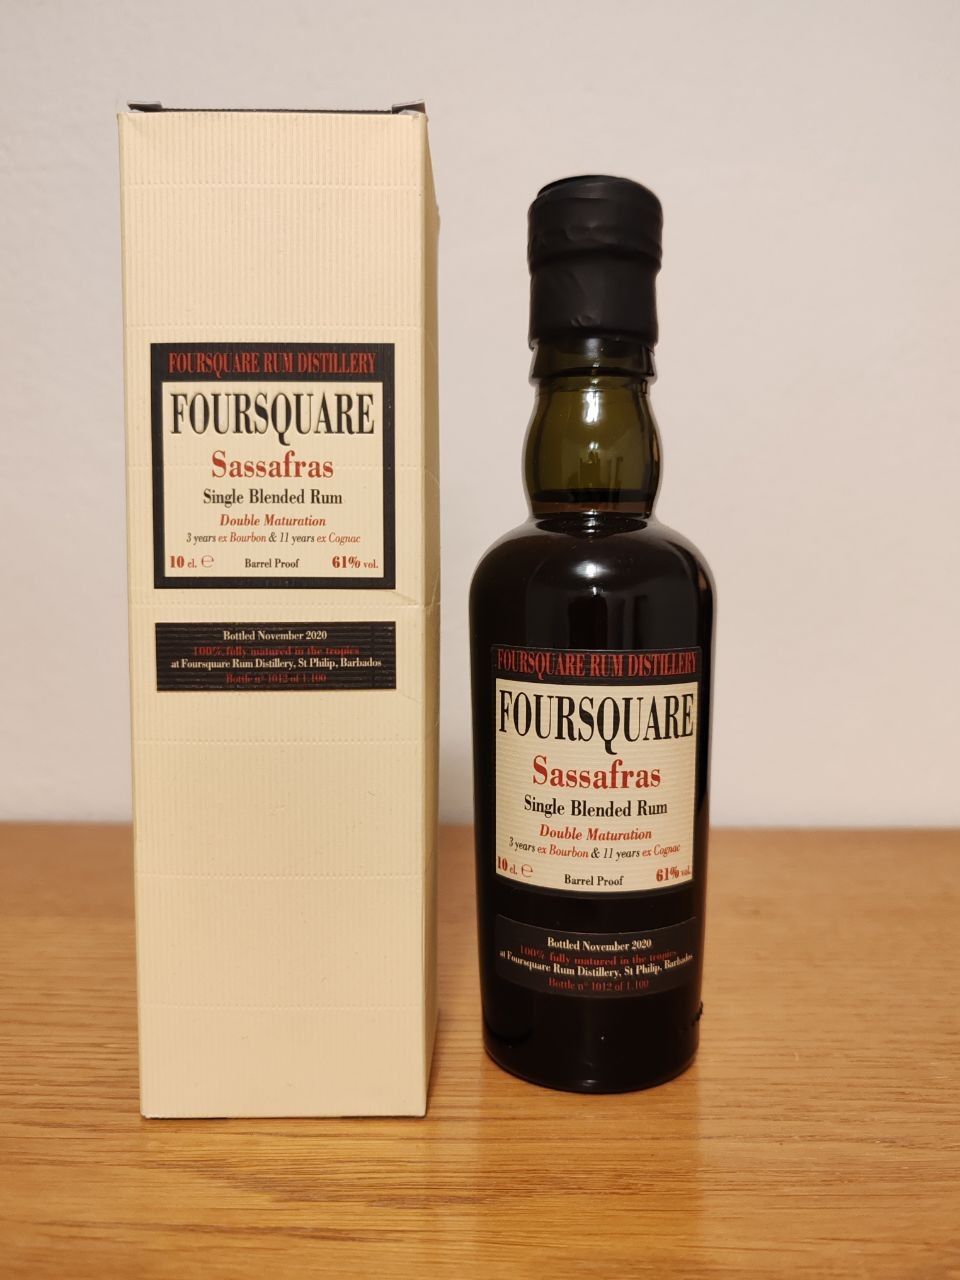 FOURSQUARE RUM DISTILLERY
FOURSQUARE
Sassafras
Single Blended Rum
Double Maturation
3 years ex Bourbon & 11 years ex Cognac
10 cl. ℮ Barrel Proof 61% vol.
Bottled November 2020
100% fully matured in the tropics
at Foursquare Rum Distillery, St Philip, Barbados
Bottle n° 1012 of 1.100
FOURSQUARE RUM DISTILLERY
FOURSQUARE
Sassafras
Single Blended Rum
Double Maturation
3 years ex Bourbon & 11 years ex Cognac
10 cl. ℮ Barrel Proof 61% vol.
Bottled November 2020
100% fully matured in the tropics
at Foursquare Rum Distillery, St Philip, Barbados
Bottle n° 1012 of 1.100